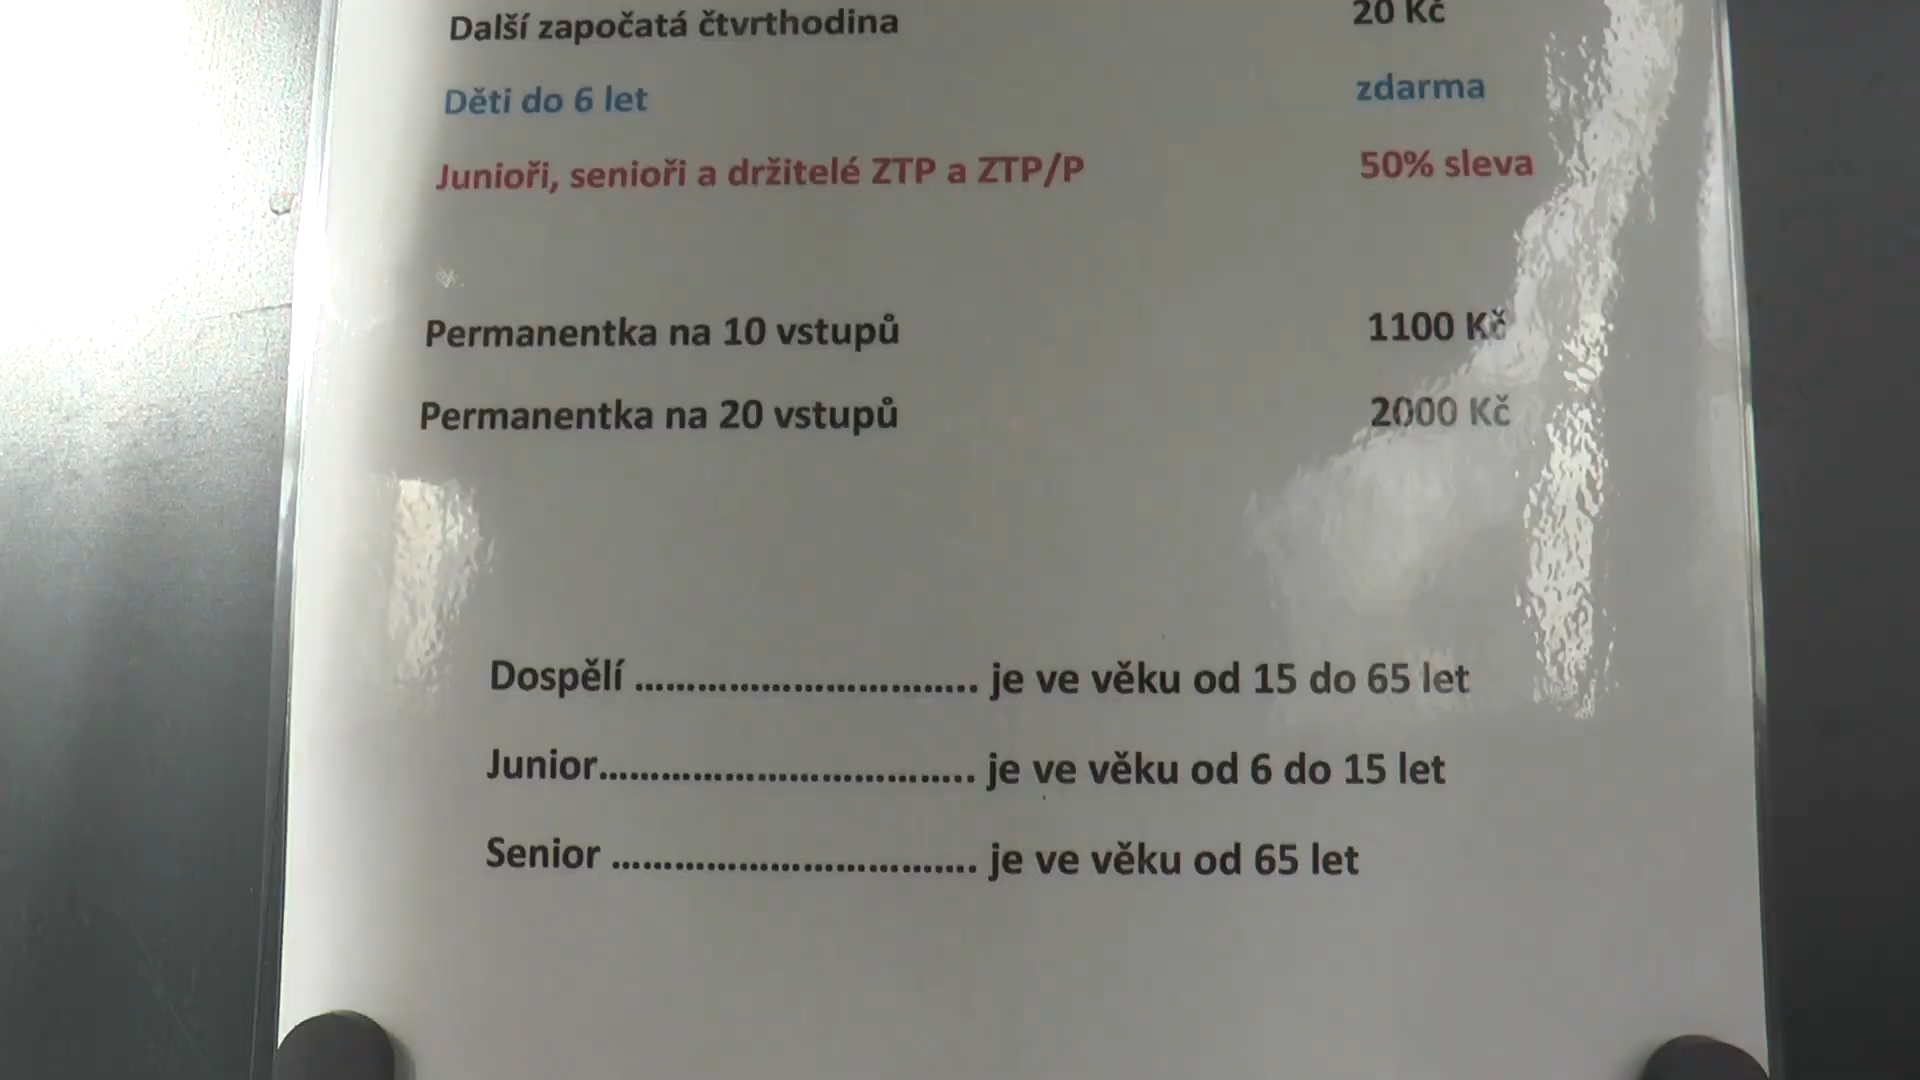 Další započatá čtvrthodina 20 Kč
Děti do 6 let zdarma
Junioři, senioři a držitelé ZTP a ZTP/P 50% sleva
Permanentka na 10 vstupů 1100 Kč
Permanentka na 20 vstupů 2000 Kč
Dospělí ................................. je ve věku od 15 do 65 let
Junior.................................... je ve věku od 6 do 15 let
Senior ................................... je ve věku od 65 let